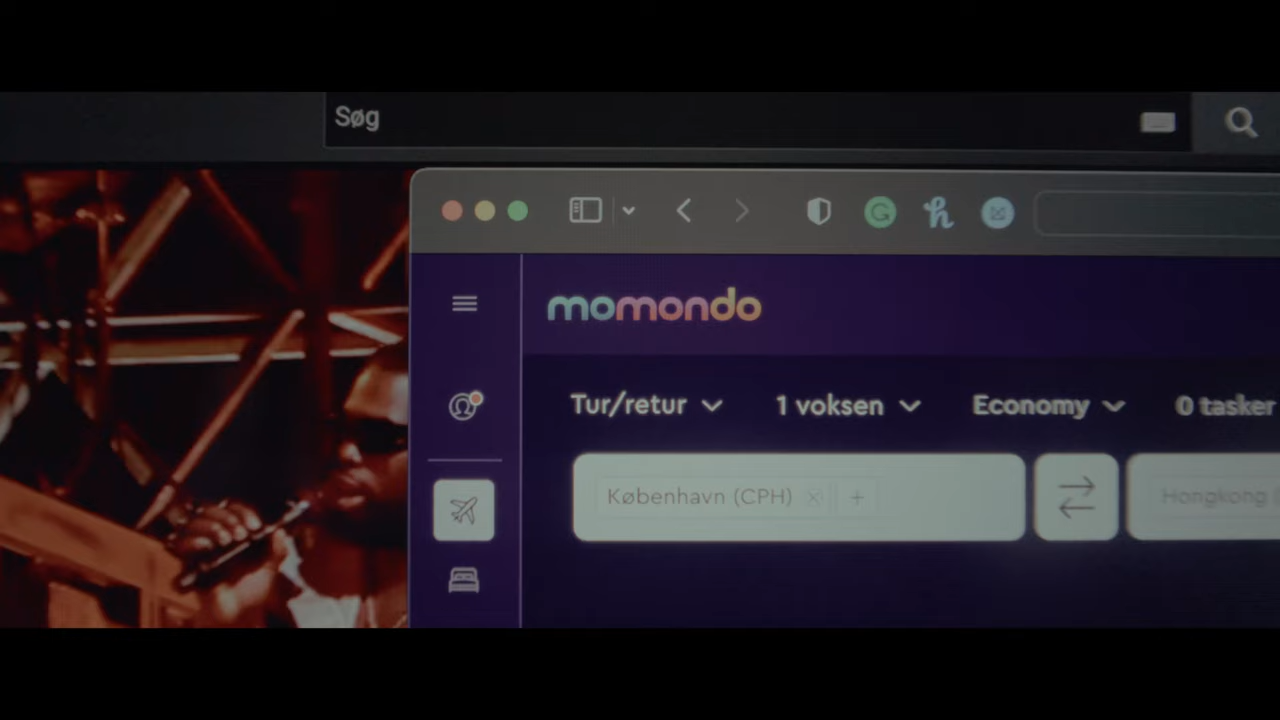 Søg
momondo
Tur/retur 1 voksen Economy 0 tasker
København (CPH) Hongkong